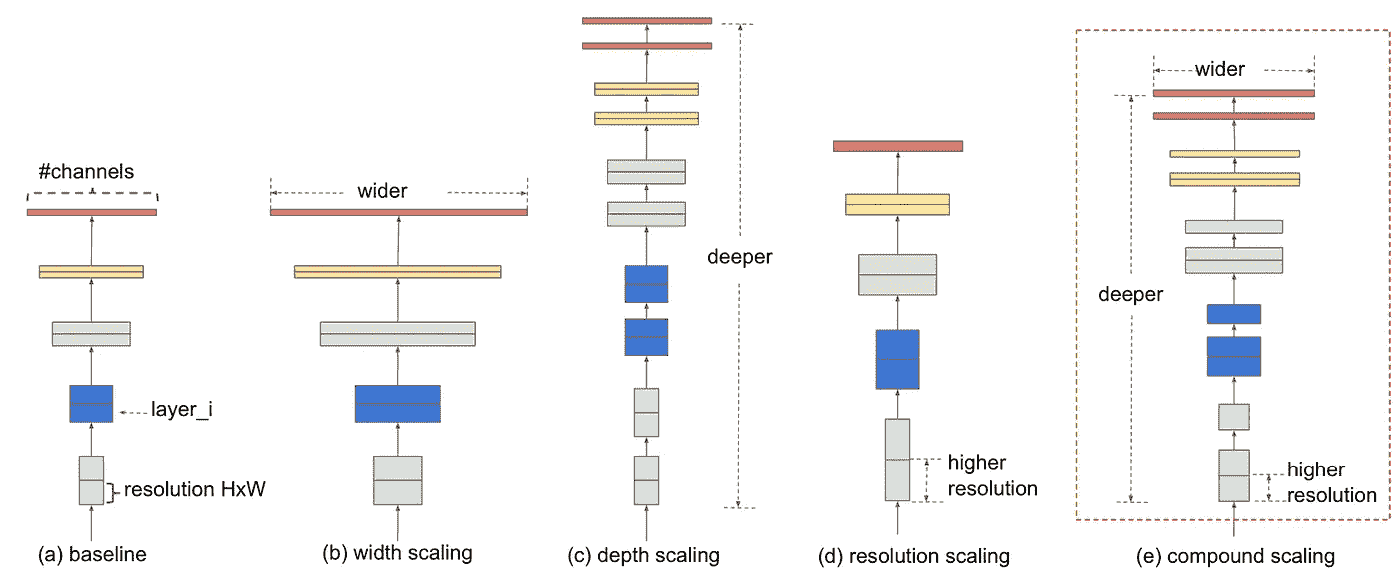 #channels
layer_i
resolution HxW
(a) baseline
wider
(b) width scaling
deeper
(c) depth scaling
higher
resolution
(d) resolution scaling
wider
deeper
higher
resolution
(e) compound scaling